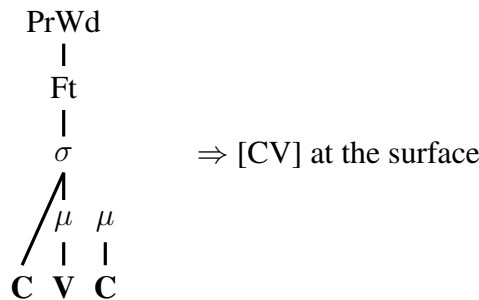 PrWd
Ft
σ ⇒ [CV] at the surface
μ μ
C V C